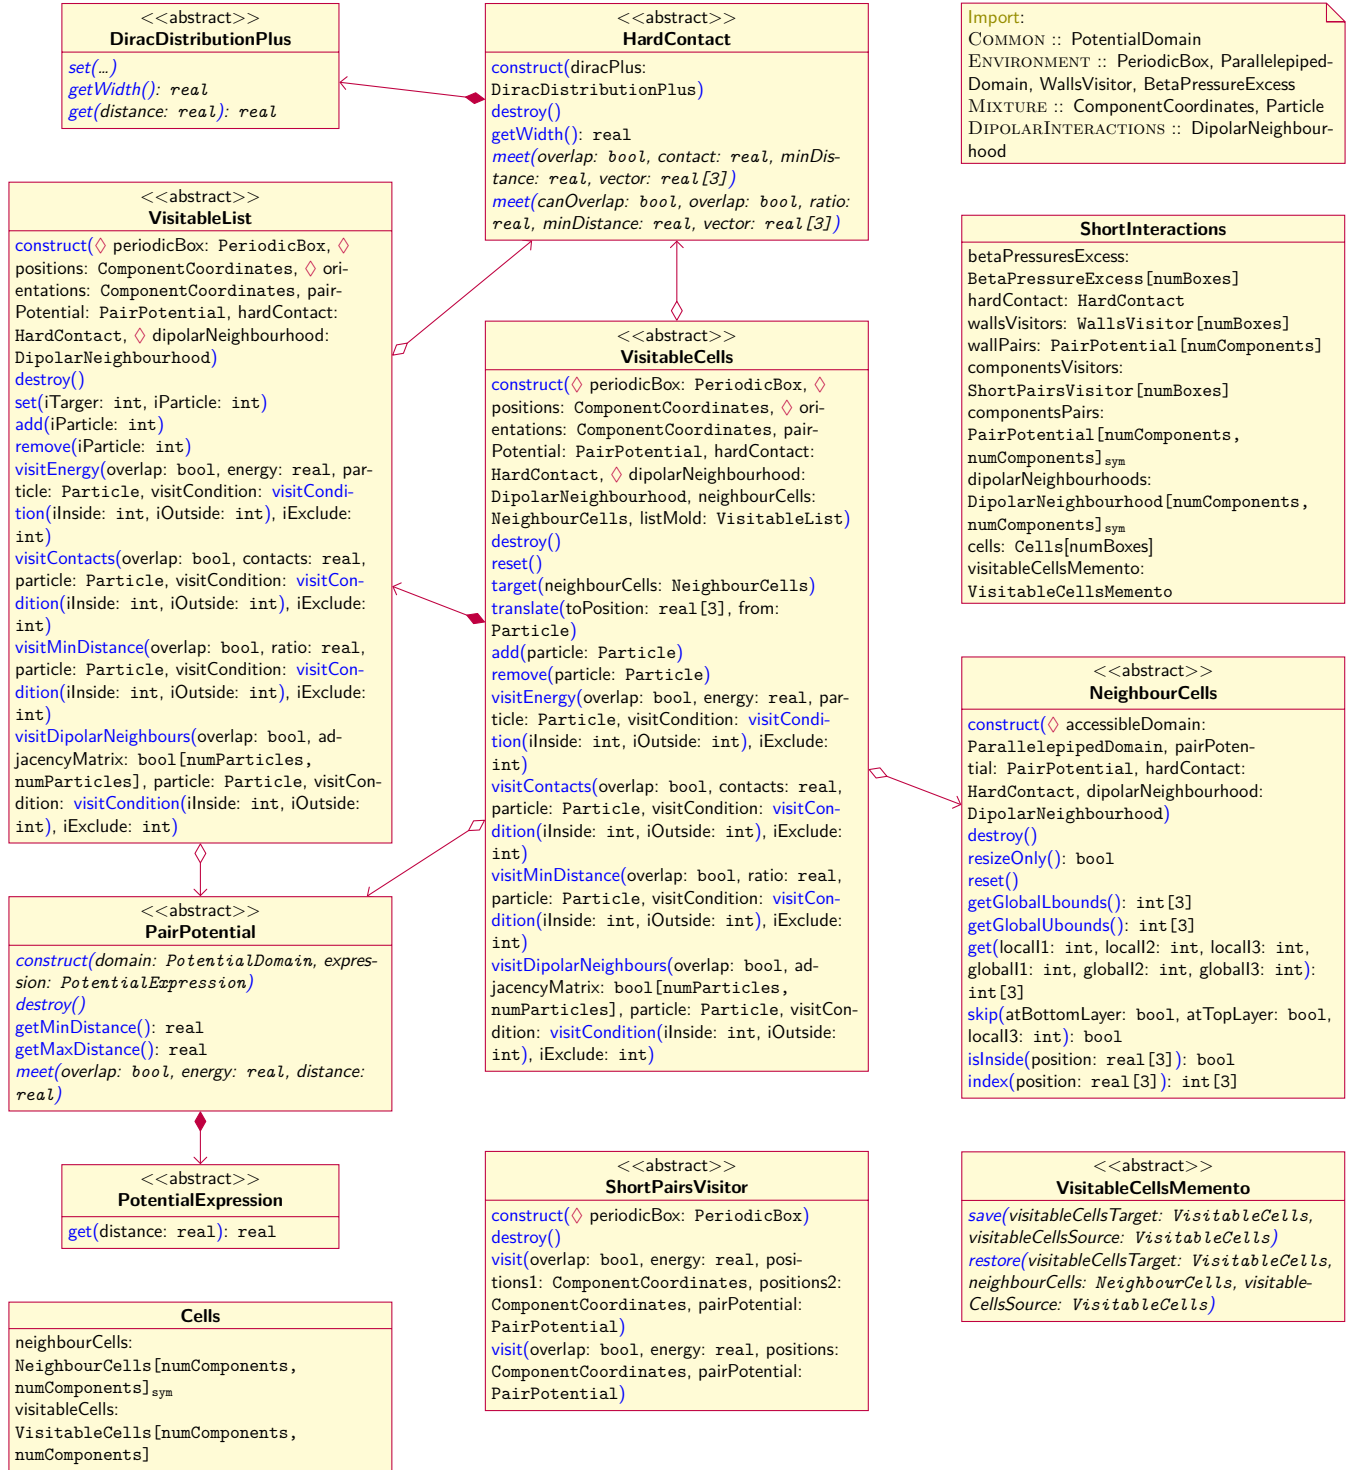 <<abstract>>
DiracDistributionPlus
set(...)
getWidth(): real
get(distance: real): real
<<abstract>>
HardContact
construct(diracPlus:
DiracDistributionPlus)
destroy()
getWidth(): real
meet(overlap: bool, contact: real, minDis-
tance: real, vector: real[3])
meet(canOverlap: bool, overlap: bool, ratio:
real, minDistance: real, vector: real[3])
Import:
COMMON :: PotentialDomain
ENVIRONMENT :: PeriodicBox, Parallelepiped-
Domain, WallsVisitor, BetaPressureExcess
MIXTURE :: ComponentCoordinates, Particle
DIPOLARINTERACTIONS :: DipolarNeighbour-
hood
<<abstract>>
VisitableList
construct(◊ periodicBox: PeriodicBox, ◊
positions: ComponentCoordinates, ◊ ori-
entations: ComponentCoordinates, pair-
Potential: PairPotential, hardContact:
HardContact, ◊ dipolarNeighbourhood:
DipolarNeighbourhood)
destroy()
set(iTarger: int, iParticle: int)
add(iParticle: int)
remove(iParticle: int)
visitEnergy(overlap: bool, energy: real, par-
ticle: Particle, visitCondition: visitCondi-
tion(iInside: int, iOutside: int), iExclude:
int)
visitContacts(overlap: bool, contacts: real,
particle: Particle, visitCondition: visitCon-
dition(iInside: int, iOutside: int), iExclude:
int)
visitMinDistance(overlap: bool, ratio: real,
particle: Particle, visitCondition: visitCon-
dition(iInside: int, iOutside: int), iExclude:
int)
visitDipolarNeighbours(overlap: bool, ad-
jacencyMatrix: bool[numParticles,
numParticles], particle: Particle, visitCon-
dition: visitCondition(iInside: int, iOutside:
int), iExclude: int)
<<abstract>>
VisitableCells
construct(◊ periodicBox: PeriodicBox, ◊
positions: ComponentCoordinates, ◊ ori-
entations: ComponentCoordinates, pair-
Potential: PairPotential, hardContact:
HardContact, ◊ dipolarNeighbourhood:
DipolarNeighbourhood, neighbourCells:
NeighbourCells, listMold: VisitableList)
destroy()
reset()
target(neighbourCells: NeighbourCells)
translate(toPosition: real[3], from:
Particle)
add(particle: Particle)
remove(particle: Particle)
visitEnergy(overlap: bool, energy: real, par-
ticle: Particle, visitCondition: visitCondi-
tion(iInside: int, iOutside: int), iExclude:
int)
visitContacts(overlap: bool, contacts: real,
particle: Particle, visitCondition: visitCon-
dition(iInside: int, iOutside: int), iExclude:
int)
visitMinDistance(overlap: bool, ratio: real,
particle: Particle, visitCondition: visitCon-
dition(iInside: int, iOutside: int), iExclude:
int)
visitDipolarNeighbours(overlap: bool, ad-
jacencyMatrix: bool[numParticles,
numParticles], particle: Particle, visitCon-
dition: visitCondition(iInside: int, iOutside:
int), iExclude: int)
ShortInteractions
betaPressuresExcess:
BetaPressureExcess[numBoxes]
hardContact: HardContact
wallsVisitors: WallsVisitor[numBoxes]
wallPairs: PairPotential[numComponents]
componentsVisitors:
ShortPairsVisitor[numBoxes]
componentsPairs:
PairPotential[numComponents,
numComponents]sym
dipolarNeighbourhoods:
DipolarNeighbourhood[numComponents,
numComponents]sym
cells: Cells[numBoxes]
visitableCellsMemento:
VisitableCellsMemento
<<abstract>>
NeighbourCells
construct(◊ accessibleDomain:
ParallelepipedDomain, pairPoten-
tial: PairPotential, hardContact:
HardContact, dipolarNeighbourhood:
DipolarNeighbourhood)
destroy()
resizeOnly(): bool
reset()
getGlobalLbounds(): int[3]
getGlobalUbounds(): int[3]
get(localI1: int, localI2: int, localI3: int,
globalI1: int, globalI2: int, globalI3: int):
int[3]
skip(atBottomLayer: bool, atTopLayer: bool,
localI3: int): bool
isInside(position: real[3]): bool
index(position: real[3]): int[3]
<<abstract>>
PairPotential
construct(domain: PotentialDomain, expres-
sion: PotentialExpression)
destroy()
getMinDistance(): real
getMaxDistance(): real
meet(overlap: bool, energy: real, distance:
real)
<<abstract>>
PotentialExpression
get(distance: real): real
<<abstract>>
ShortPairsVisitor
construct(◊ periodicBox: PeriodicBox)
destroy()
visit(overlap: bool, energy: real, posi-
tions1: ComponentCoordinates, positions2:
ComponentCoordinates, pairPotential:
PairPotential)
visit(overlap: bool, energy: real, positions:
ComponentCoordinates, pairPotential:
PairPotential)
<<abstract>>
VisitableCellsMemento
save(visitableCellsTarget: VisitableCells,
visitableCellsSource: VisitableCells)
restore(visitableCellsTarget: VisitableCells,
neighbourCells: NeighbourCells, visitable-
CellsSource: VisitableCells)
Cells
neighbourCells:
NeighbourCells[numComponents,
numComponents]sym
visitableCells:
VisitableCells[numComponents,
numComponents]